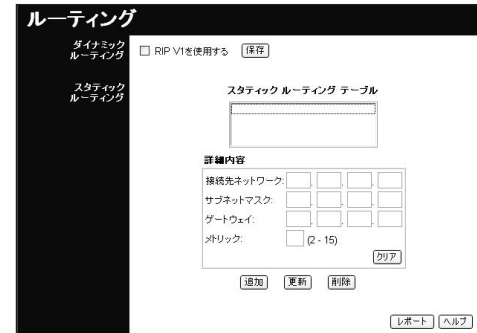 ルーティング
ダイナミック
ルーティング
RIP V1を使用する
保存
スタティック
ルーティング
スタティック ルーティング テーブル
詳細内容
接続先ネットワーク:
サブネットマスク:
ゲートウェイ:
メトリック:
(2 - 15)
クリア
追加
更新
削除
レポート
ヘルプ